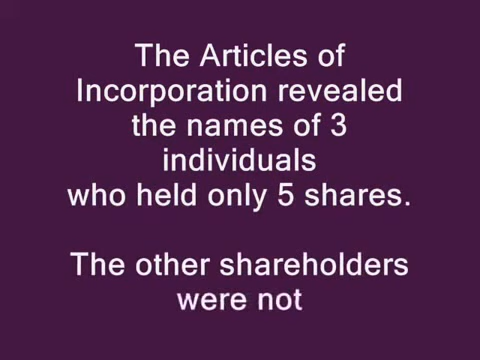 The Articles of
Incorporation revealed
the names of 3
individuals
who held only 5 shares.
The other shareholders
were not